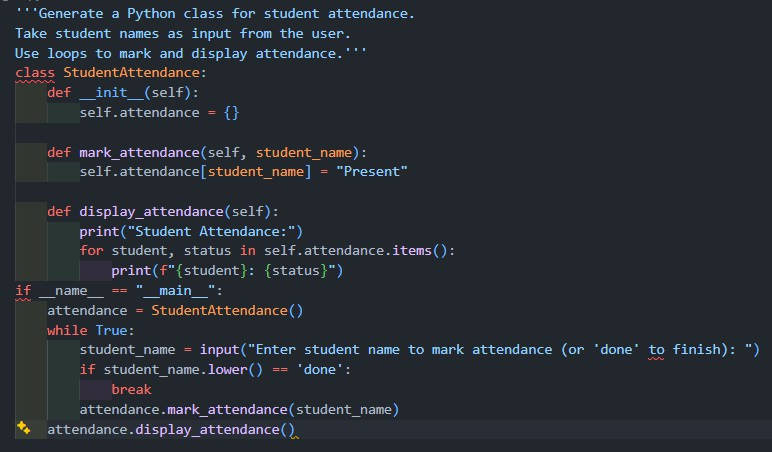 '''Generate a Python class for student attendance.
Take student names as input from the user.
Use loops to mark and display attendance.'''
class StudentAttendance:
    def __init__(self):
        self.attendance = {}

    def mark_attendance(self, student_name):
        self.attendance[student_name] = "Present"

    def display_attendance(self):
        print("Student Attendance:")
        for student, status in self.attendance.items():
            print(f"{student}: {status}")
if __name__ == "__main__":
    attendance = StudentAttendance()
    while True:
        student_name = input("Enter student name to mark attendance (or 'done' to finish): ")
        if student_name.lower() == 'done':
            break
        attendance.mark_attendance(student_name)
    attendance.display_attendance()